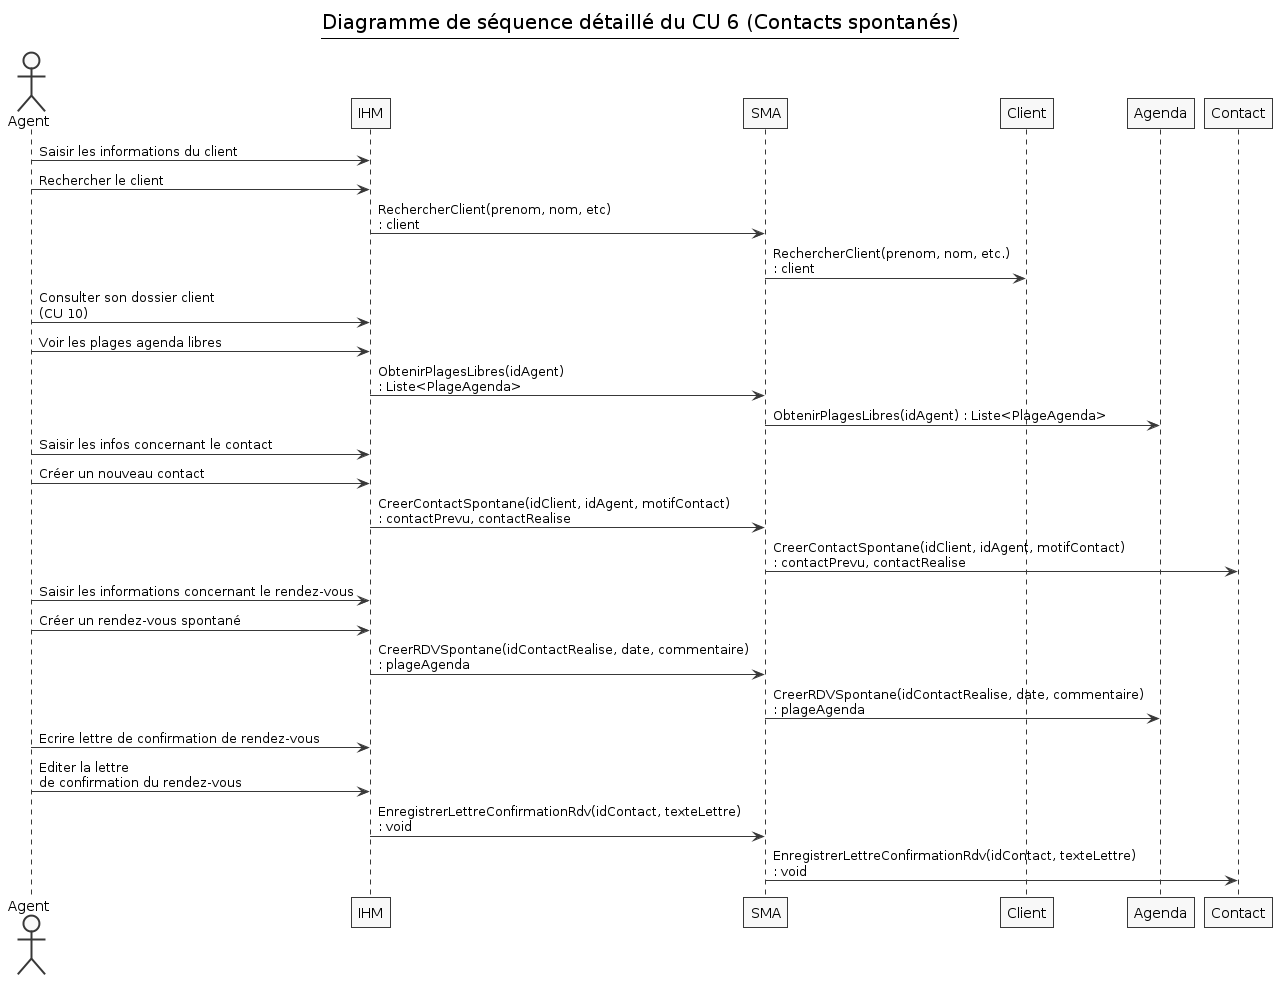 Diagramme de séquence détaillé du CU 6 (Contacts spontanés)
Agent
IHM
SMA
Client
Agenda
Contact
Saisir les informations du client
Rechercher le client
RechercherClient(prenom, nom, etc)
: client
RechercherClient(prenom, nom, etc.)
: client
Consulter son dossier client
(CU 10)
Voir les plages agenda libres
ObtenirPlagesLibres(idAgent)
: Liste<PlageAgenda>
ObtenirPlagesLibres(idAgent) : Liste<PlageAgenda>
Saisir les infos concernant le contact
Créer un nouveau contact
CreerContactSpontane(idClient, idAgent, motifContact)
: contactPrevu, contactRealise
CreerContactSpontane(idClient, idAgent, motifContact)
: contactPrevu, contactRealise
Saisir les informations concernant le rendez-vous
Créer un rendez-vous spontané
CreerRDVSpontane(idContactRealise, date, commentaire)
: plageAgenda
CreerRDVSpontane(idContactRealise, date, commentaire)
: plageAgenda
Ecrire lettre de confirmation de rendez-vous
Editer la lettre
de confirmation du rendez-vous
EnregistrerLettreConfirmationRdv(idContact, texteLettre)
: void
EnregistrerLettreConfirmationRdv(idContact, texteLettre)
: void
Agent
IHM
SMA
Client
Agenda
Contact